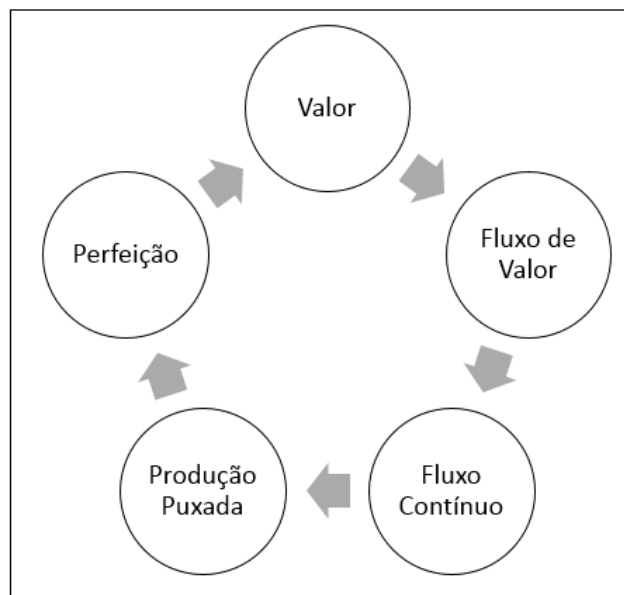 Valor
Fluxo de
Valor
Fluxo
Contínuo
Produção
Puxada
Perfeição